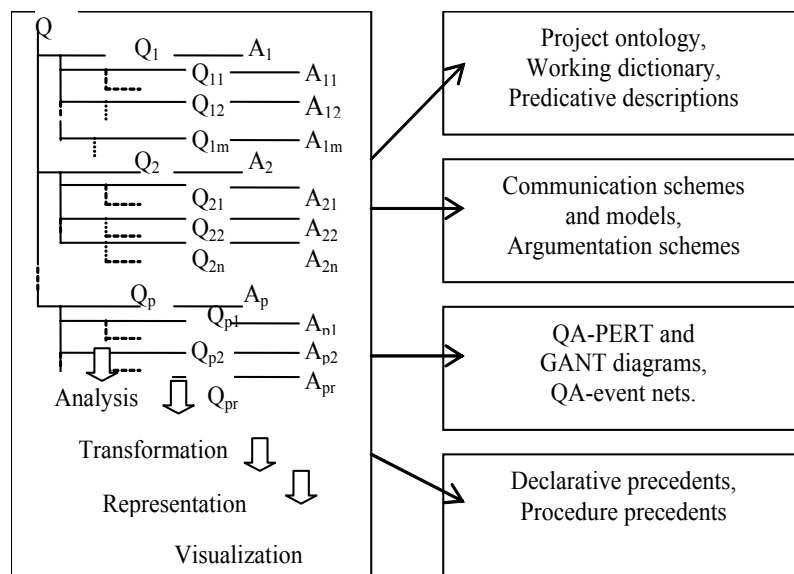 Q
Q1 A1
Q11 A11
Q12 A12
Q1m A1m
Q2 A2
Q21 A21
Q22 A22
Q2n A2n
Qp Ap
Qp1 Ap1
Qp2 Ap2
Qpr Apr
Analysis
Transformation
Representation
Visualization
Project ontology,
Working dictionary,
Predicative descriptions
Communication schemes
and models,
Argumentation schemes
QA-PERT and
GANT diagrams,
QA-event nets.
Declarative precedents,
Procedure precedents